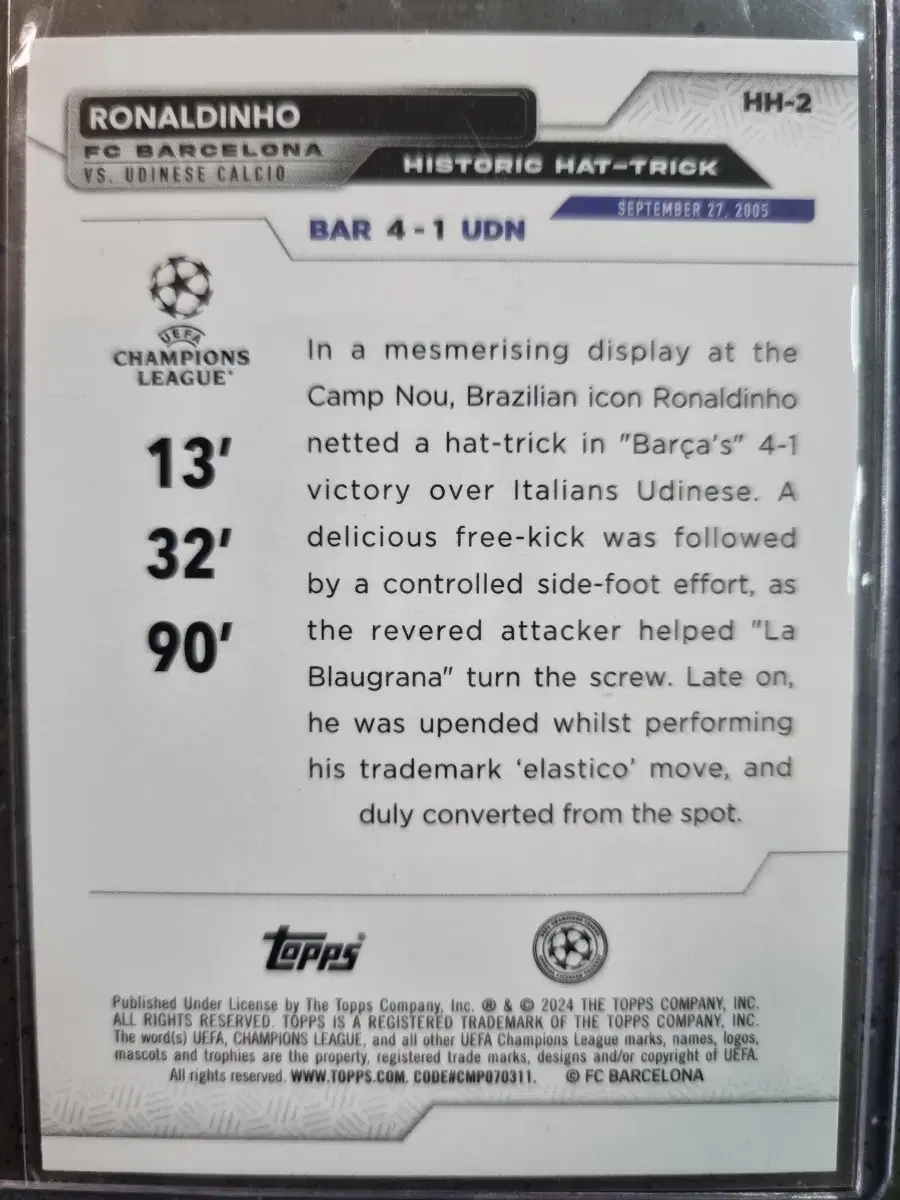 RONALDINHO
HH-2
FC BARCELONA
VS. UDINESE CALCIO
HISTORIC HAT-TRICK
SEPTEMBER 27, 2005
BAR 4-1 UDN
UEFA
CHAMPIONS
LEAGUE
13'
32'
90'
In a mesmerising display at the
Camp Nou, Brazilian icon Ronaldinho
netted a hat-trick in "Barça's" 4-1
victory over Italians Udinese. A
delicious free-kick was followed
by a controlled side-foot effort, as
the revered attacker helped "La
Blaugrana" turn the screw. Late on,
he was upended whilst performing
his trademark ‘elastico’ move, and
duly converted from the spot.
Topps®
Published Under License by The Topps Company, Inc. ® & © 2024 THE TOPPS COMPANY, INC.
ALL RIGHTS RESERVED. TOPPS IS A REGISTERED TRADEMARK OF THE TOPPS COMPANY, INC.
The word(s) UEFA, CHAMPIONS LEAGUE, and all other UEFA Champions League marks, names, logos,
mascots and trophies are the property, registered trade marks, designs and/or copyright of UEFA.
All rights reserved. WWW.TOPPS.COM. CODE#CMP070311. © FC BARCELONA